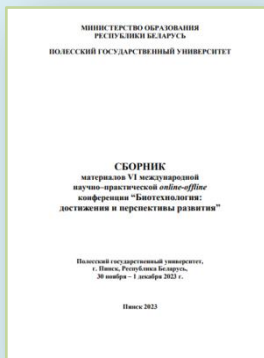 МИНИСТЕРСТВО ОБРАЗОВАНИЯ
РЕСПУБЛИКИ БЕЛАРУСЬ
ПОЛЕССКИЙ ГОСУДАРСТВЕННЫЙ УНИВЕРСИТЕТ
СБОРНИК
материалов VI международной
научно–практической online-offline
конференции “Биотехнология:
достижения и перспективы развития”
Полесский государственный университет,
г. Пинск, Республика Беларусь,
30 ноября – 1 декабря 2023 г.
Пинск 2023